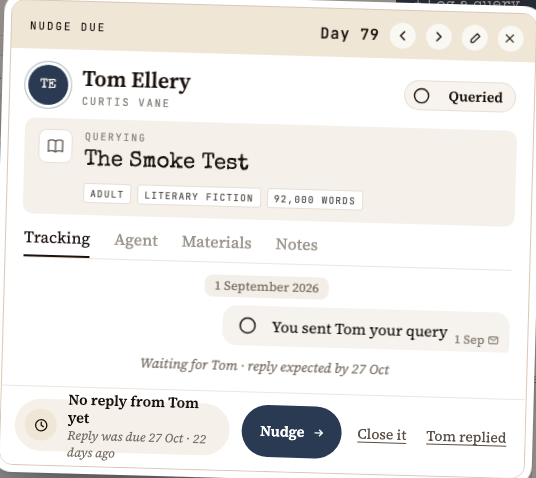 Log a query
NUDGE DUE
Day 79
TE
Tom Ellery
CURTIS VANE
Queried
QUERYING
The Smoke Test
ADULT
LITERARY FICTION
92,000 WORDS
Tracking
Agent
Materials
Notes
1 September 2026
You sent Tom your query
1 Sep
Waiting for Tom · reply expected by 27 Oct
No reply from Tom
yet
Reply was due 27 Oct · 22
days ago
Nudge →
Close it
Tom replied